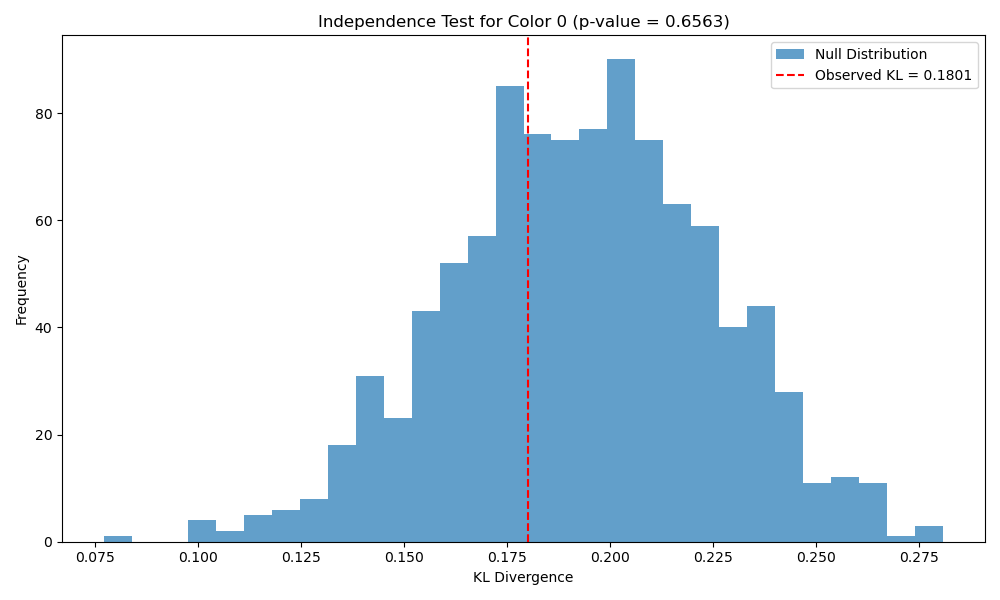 Independence Test for Color 0 (p-value = 0.6563)
Null Distribution
Observed KL = 0.1801
Frequency
80
60
40
20
0
0.075 0.100 0.125 0.150 0.175 0.200 0.225 0.250 0.275
KL Divergence